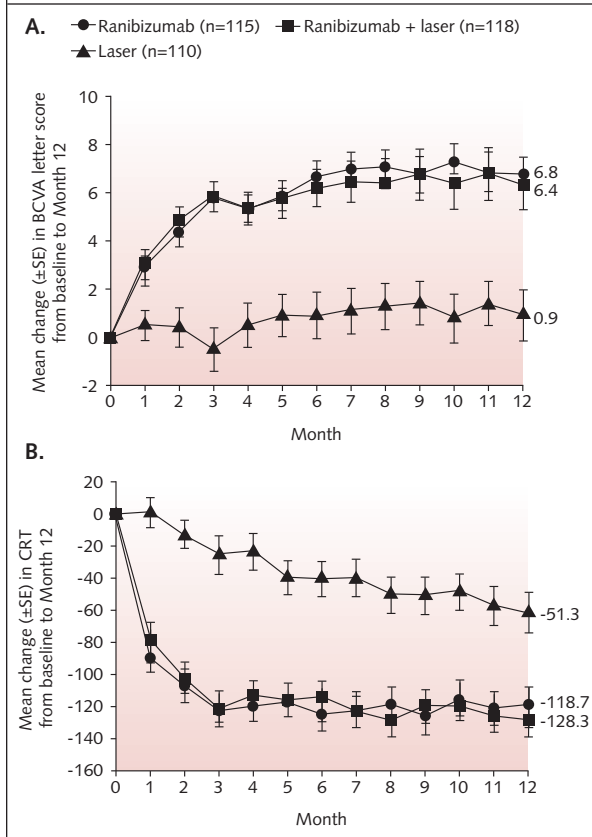 A.
Ranibizumab (n=115) Ranibizumab + laser (n=118)
Laser (n=110)
Mean change (±SE) in BCVA letter score
from baseline to Month 12
10
8
6
4
2
0
-2
6.8
6.4
0.9
0 1 2 3 4 5 6 7 8 9 10 11 12
Month
B.
Mean change (±SE) in CRT
from baseline to Month 12
20
0
-20
-40
-60
-80
-100
-120
-140
-160
-51.3
-118.7
-128.3
0 1 2 3 4 5 6 7 8 9 10 11 12
Month